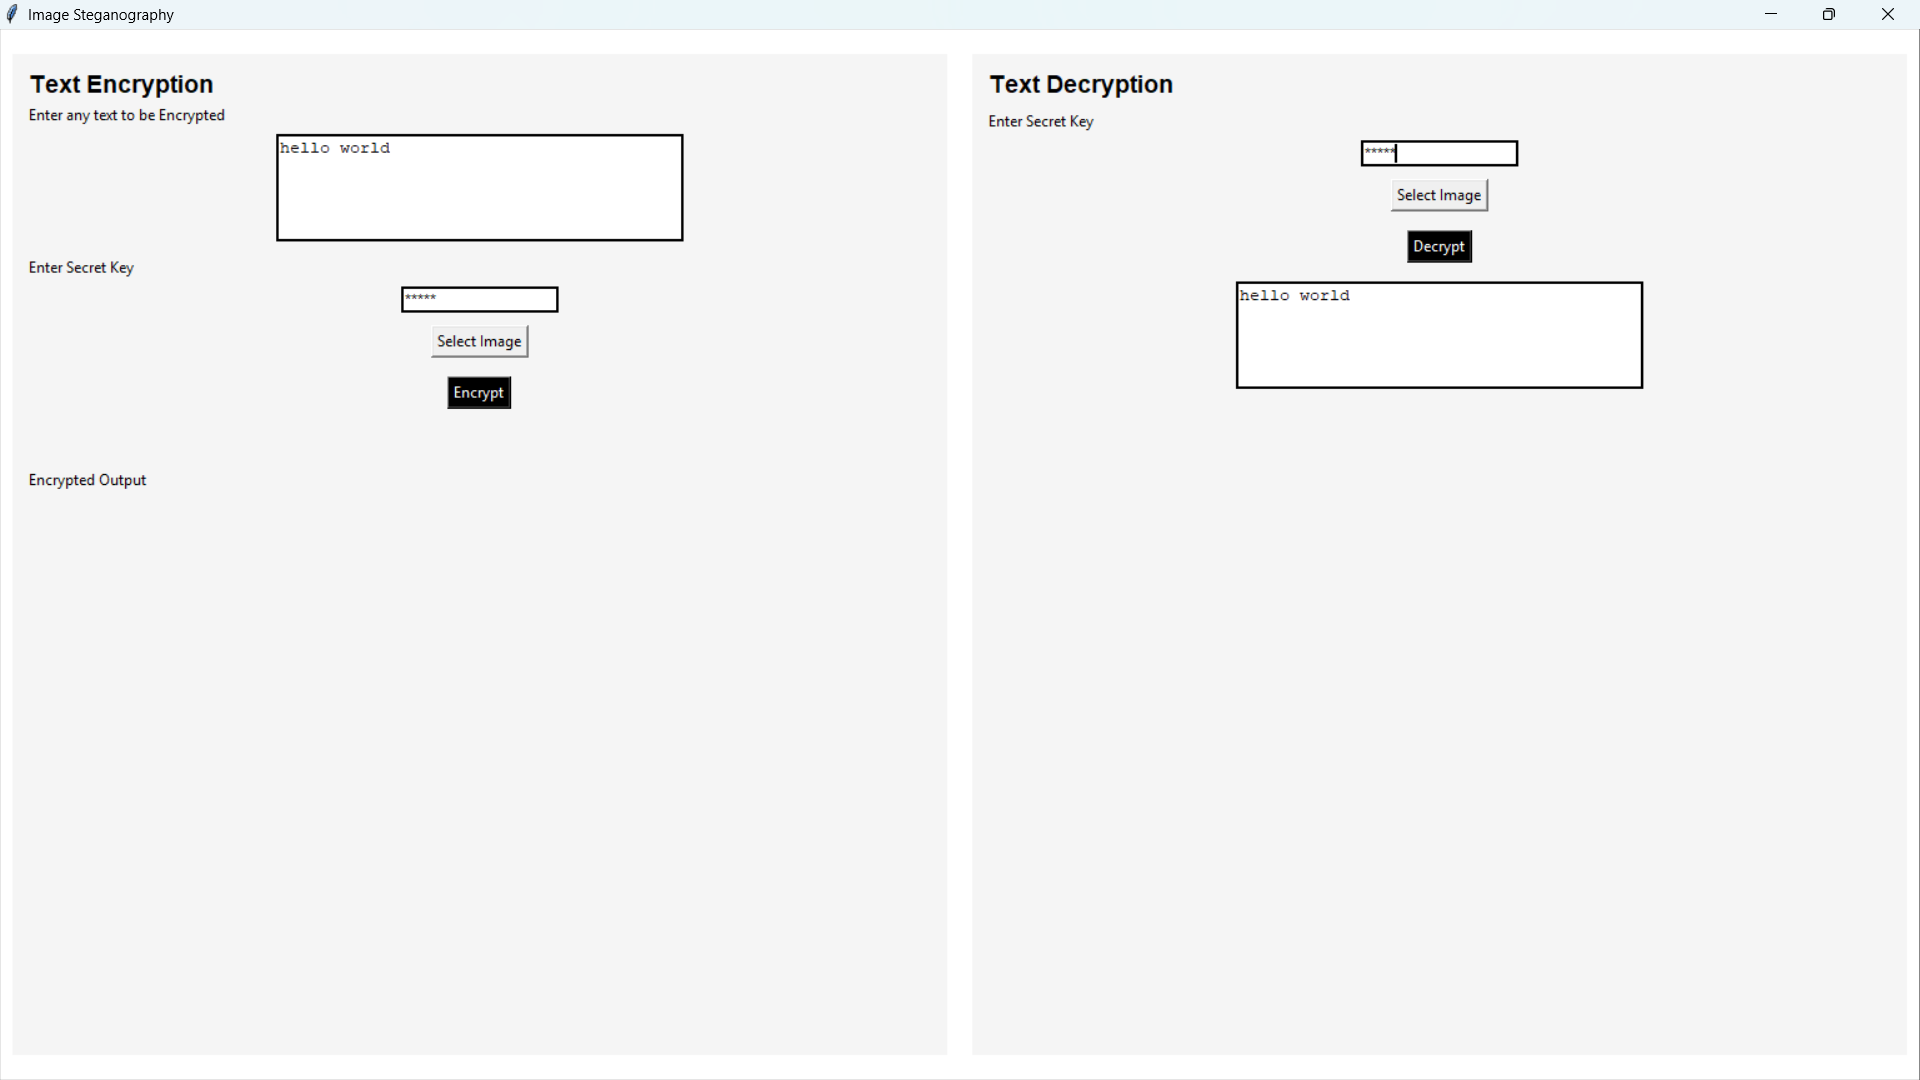 Image Steganography
Text Encryption
Enter any text to be Encrypted
hello world
Enter Secret Key
*****
Select Image
Encrypt
Encrypted Output
Text Decryption
Enter Secret Key
*****
Select Image
Decrypt
hello world